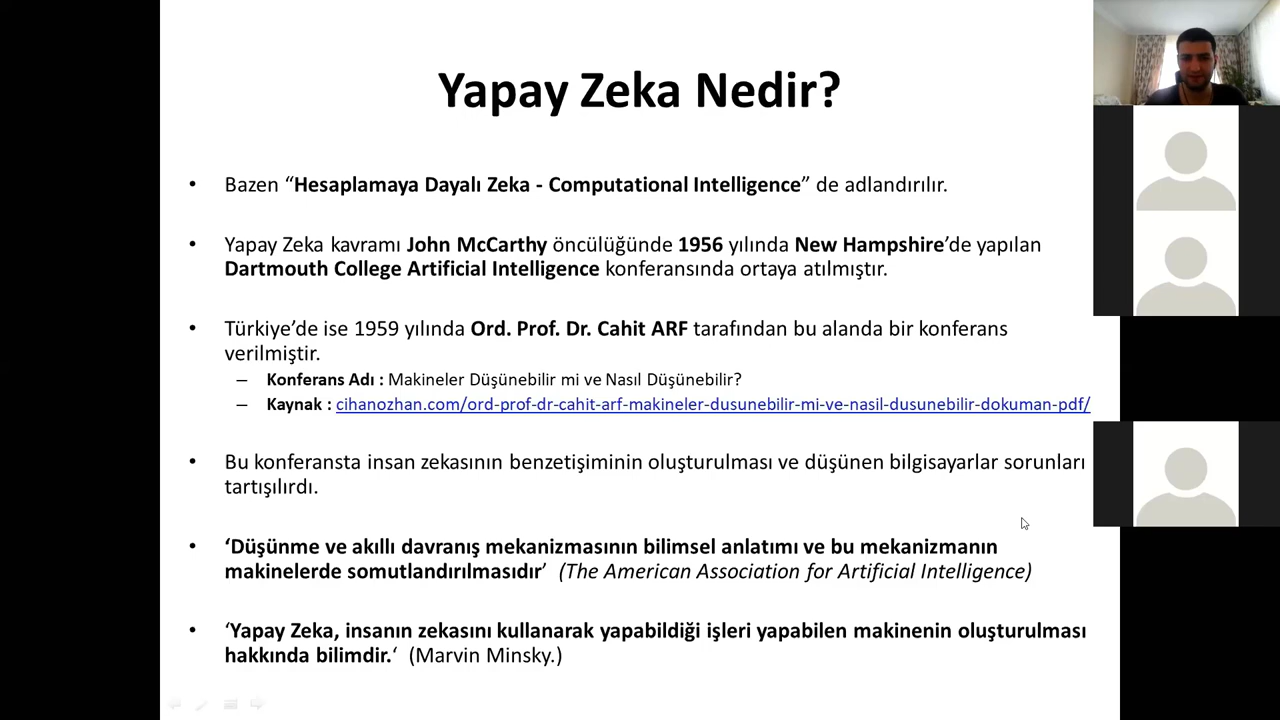 Yapay Zeka Nedir?
• Bazen “Hesaplamaya Dayalı Zeka - Computational Intelligence” de adlandırılır.
• Yapay Zeka kavramı John McCarthy öncülüğünde 1956 yılında New Hampshire’de yapılan
Dartmouth College Artificial Intelligence konferansında ortaya atılmıştır.
• Türkiye’de ise 1959 yılında Ord. Prof. Dr. Cahit ARF tarafından bu alanda bir konferans
verilmiştir.
– Konferans Adı : Makineler Düşünebilir mi ve Nasıl Düşünebilir?
– Kaynak : cihanozhan.com/ord-prof-dr-cahit-arf-makineler-dusunebilir-mi-ve-nasil-dusunebilir-dokuman-pdf/
• Bu konferansta insan zekasının benzetişiminin oluşturulması ve düşünen bilgisayarlar sorunları
tartışılırdı.
• ‘Düşünme ve akıllı davranış mekanizmasının bilimsel anlatımı ve bu mekanizmanın
makinelerde somutlandırılmasıdır’ (The American Association for Artificial Intelligence)
• ‘Yapay Zeka, insanın zekasını kullanarak yapabildiği işleri yapabilen makinenin oluşturulması
hakkında bilimdir.‘ (Marvin Minsky.)